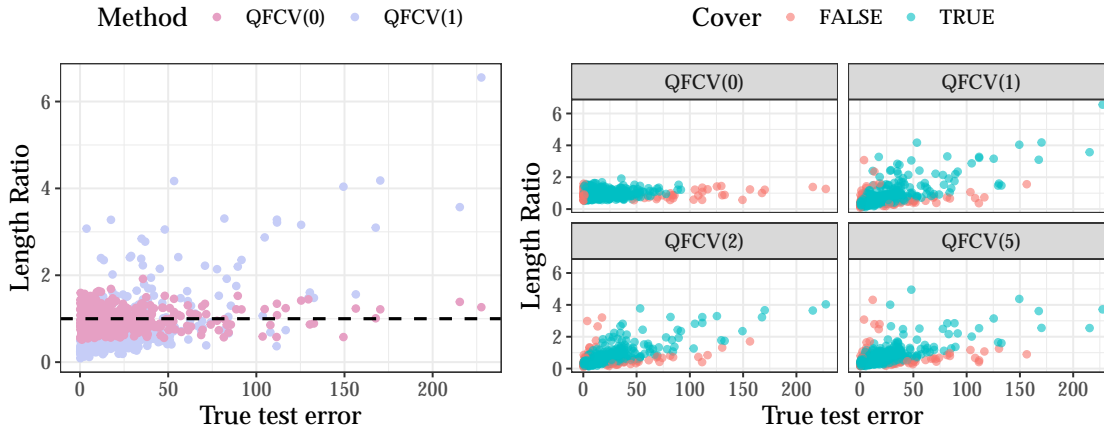 Method QFCV(0) QFCV(1)
Length Ratio
6
4
2
0
0 50 100 150 200
True test error
Cover FALSE TRUE
Length Ratio
QFCV(0) QFCV(1)
6
4
2
0
QFCV(2) QFCV(5)
6
4
2
0
0 50 100 150 200 0 50 100 150 200
True test error